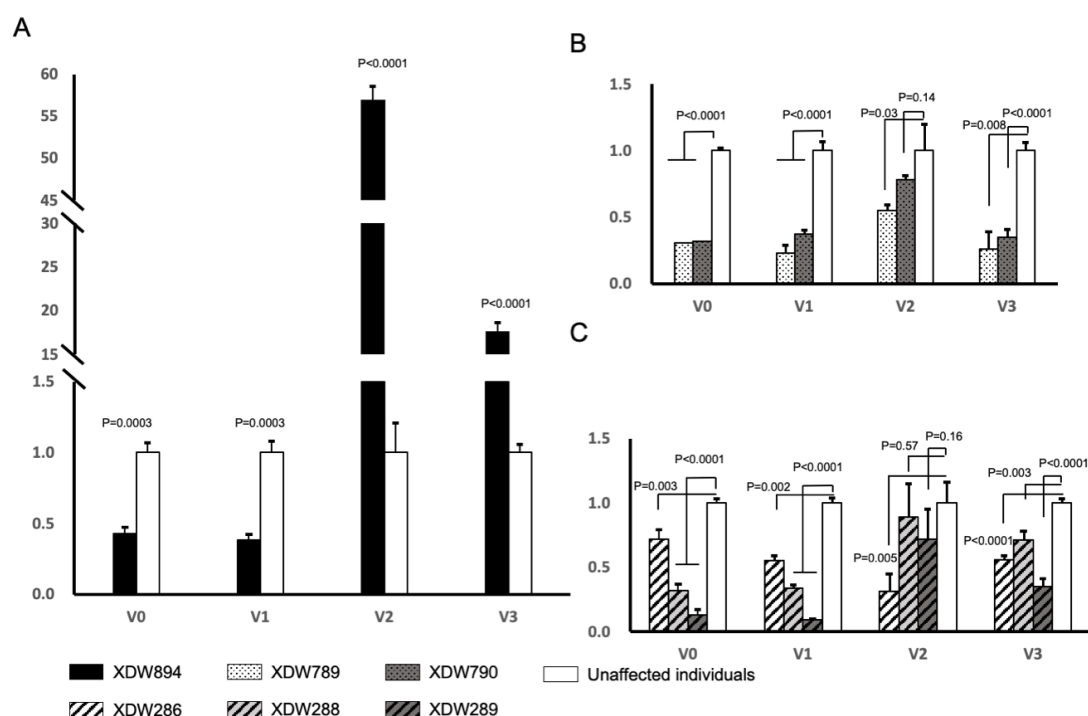 A
60
55
50
45
30
25
20
15
1.5
1.0
0.5
0.0
P=0.0003
P=0.0003
P<0.0001
P<0.0001
V0 V1 V2 V3
B
1.5
1.0
0.5
0.0
P<0.0001
P<0.0001
P=0.03
P=0.14
P=0.008
P<0.0001
V0 V1 V2 V3
C
1.5
1.0
0.5
0.0
P=0.003
P<0.0001
P=0.002
P<0.0001
P=0.005
P=0.57
P=0.16
P<0.0001
P=0.003
P<0.0001
V0 V1 V2 V3
XDW894 XDW789 XDW790 Unaffected individuals
XDW286 XDW288 XDW289